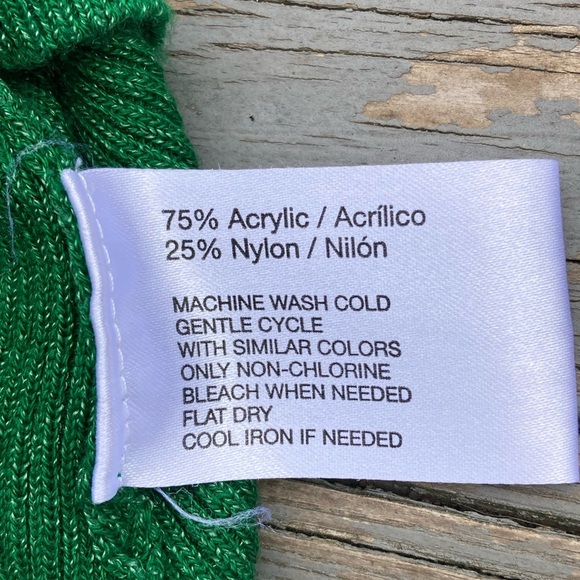 75% Acrylic / Acrílico
25% Nylon / Nilón
MACHINE WASH COLD
GENTLE CYCLE
WITH SIMILAR COLORS
ONLY NON-CHLORINE
BLEACH WHEN NEEDED
FLAT DRY
COOL IRON IF NEEDED